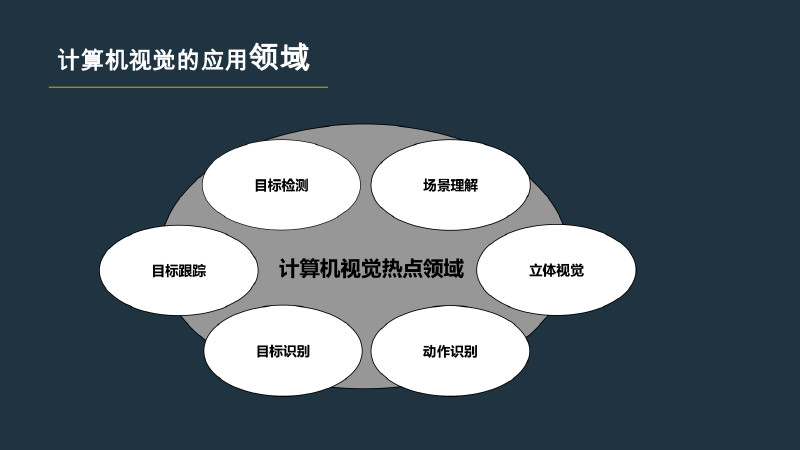 计算机视觉的应用领域
目标检测
场景理解
目标跟踪
计算机视觉热点领域
立体视觉
目标识别
动作识别